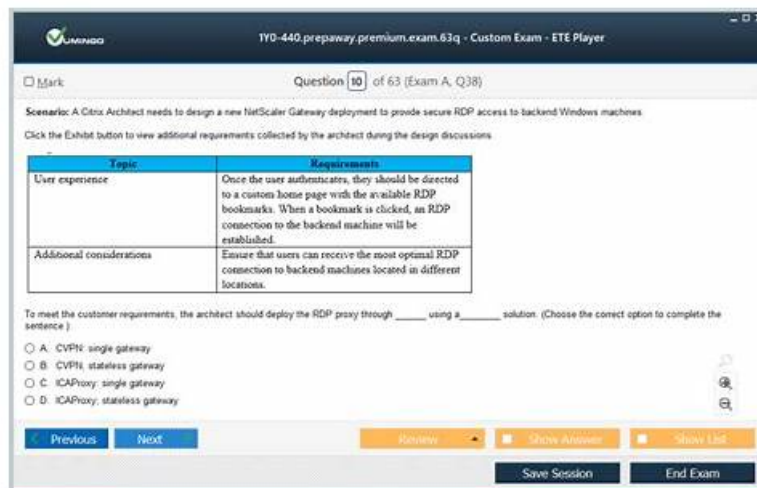 VUMINGO
1Y0-440.prepaway.premium.exam.63q - Custom Exam - ETE Player
Mark
Question 10 of 63 (Exam A, Q38)
Scenario: A Citrix Architect needs to design a new NetScaler Gateway deployment to provide secure RDP access to backend Windows machines
Click the Exhibit button to view additional requirements collected by the architect during the design discussions
Topic Requirements
User experience Once the user authenticates, they should be directed
to a custom home page with the available RDP
bookmarks. When a bookmark is clicked, an RDP
connection to the backend machine will be
established.
Additional considerations Ensure that users can receive the most optimal RDP
connection to backend machines located in different
locations.
To meet the customer requirements, the architect should deploy the RDP proxy through ______ using a________ solution. (Choose the correct option to complete the
sentence.)
A. CVPN; single gateway
B. CVPN; stateless gateway
C. ICAProxy; single gateway
D. ICAProxy; stateless gateway
Previous Next Review Show Answer Show List
Save Session End Exam